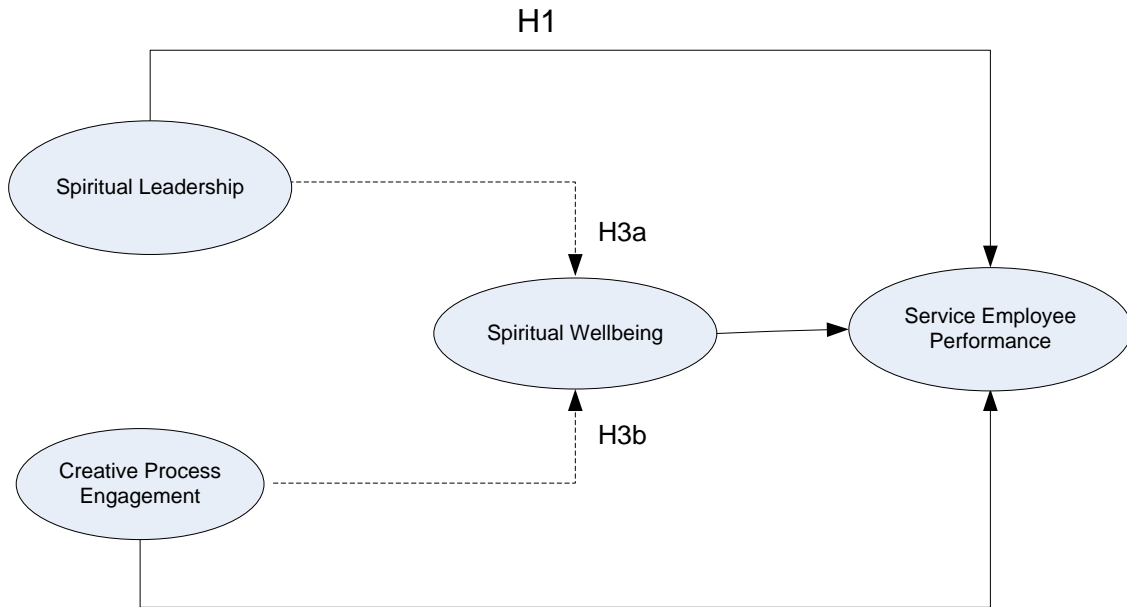 H1
Spiritual Leadership
H3a
Spiritual Wellbeing
Service Employee
Performance
H3b
Creative Process
Engagement